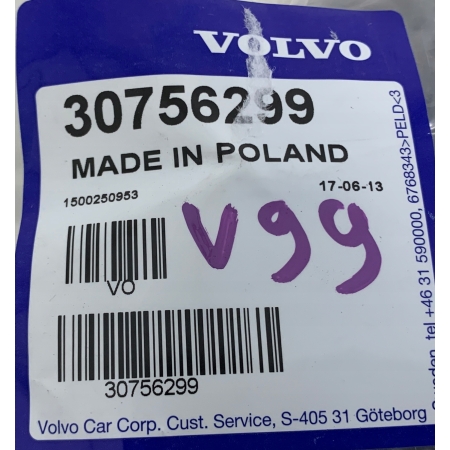 VOLVO
30756299
MADE IN POLAND
1500250953 17-06-13
V99
VO
30756299
Volvo Car Corp. Cust. Service, S-405 31 Göteborg
Sweden, tel +46 31 590000, 6768343>PELD<3